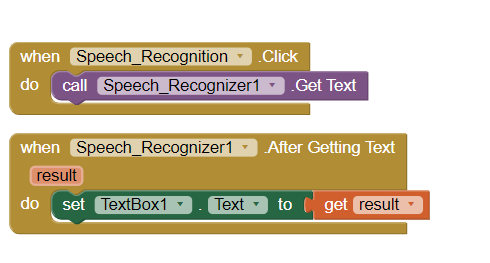 when Speech_Recognition .Click
do call Speech_Recognizer1 .Get Text
when Speech_Recognizer1 .After Getting Text
result
do set TextBox1 . Text to get result